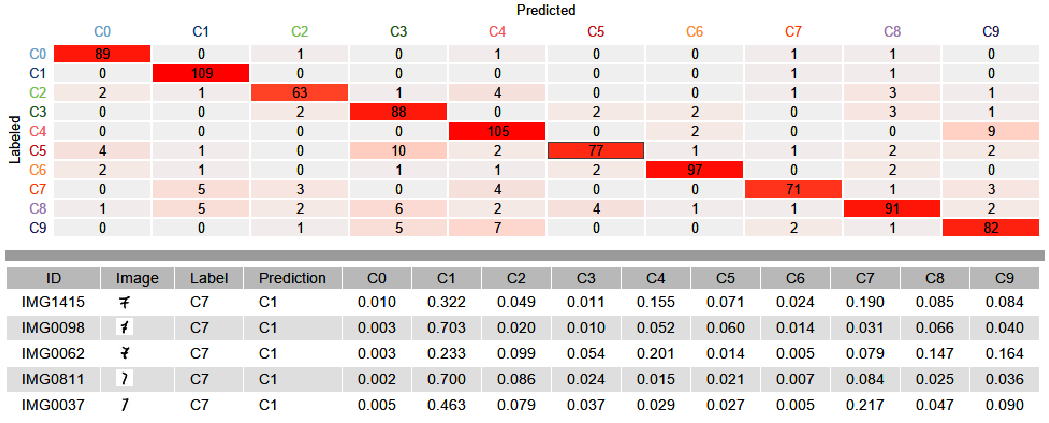 Predicted
C0 C1 C2 C3 C4 C5 C6 C7 C8 C9
Labeled
C0 89 0 1 0 1 0 0 1 1 0
C1 0 109 0 0 0 0 0 1 1 0
C2 2 1 63 1 4 0 0 1 3 1
C3 0 0 2 88 0 2 2 0 3 1
C4 0 0 0 0 105 0 2 0 0 9
C5 4 1 0 10 2 77 1 1 2 2
C6 2 1 0 1 1 2 97 0 2 0
C7 0 5 3 0 4 0 0 71 1 3
C8 1 5 2 6 2 4 1 1 91 2
C9 0 0 1 5 7 0 0 2 1 82
ID Image Label Prediction C0 C1 C2 C3 C4 C5 C6 C7 C8 C9
IMG1415 C7 C1 0.010 0.322 0.049 0.011 0.155 0.071 0.024 0.190 0.085 0.084
IMG0098 C7 C1 0.003 0.703 0.020 0.010 0.052 0.060 0.014 0.031 0.066 0.040
IMG0062 C7 C1 0.003 0.233 0.099 0.054 0.201 0.014 0.005 0.079 0.147 0.164
IMG0811 7 C7 C1 0.002 0.700 0.086 0.024 0.015 0.021 0.007 0.084 0.025 0.036
IMG0037 7 C7 C1 0.005 0.463 0.079 0.037 0.029 0.027 0.005 0.217 0.047 0.090